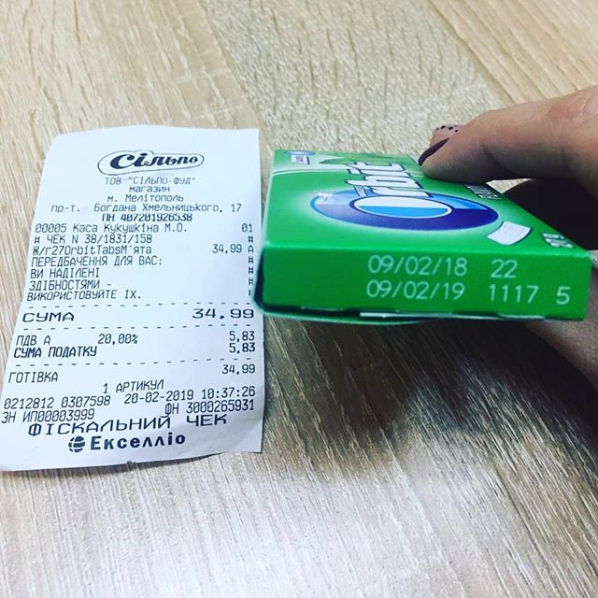 Сільпо
ТОВ "СІЛЬПО-ФУД"
магазин
м. Мелітополь
пр-т. Богдана Хмельницького, 17
ПН 407201926538
00005 Каса Кукушкіна М.О. 01
# ЧЕК N 38/1831/158 #
Ж/г27OrbitTabsМ'ята 34,99 А
ПЕРЕДБАЧЕННЯ ДЛЯ ВАС:
ВИ НАДІЛЕНІ
ЗДІБНОСТЯМИ -
ВИКОРИСТОВУЙТЕ ЇХ.
СУМА 34,99
ПДВ А 20,00% 5,83
СУМА ПОДАТКУ 5,83
ГОТІВКА 34,99
1 АРТИКУЛ
0212812 0307598 20-02-2019 10:37:26
ЗН ИП00003999 ФН 3000265931
ФІСКАЛЬНИЙ ЧЕК
Екселліо
Orbit
09/02/18 22
09/02/19 1117 5